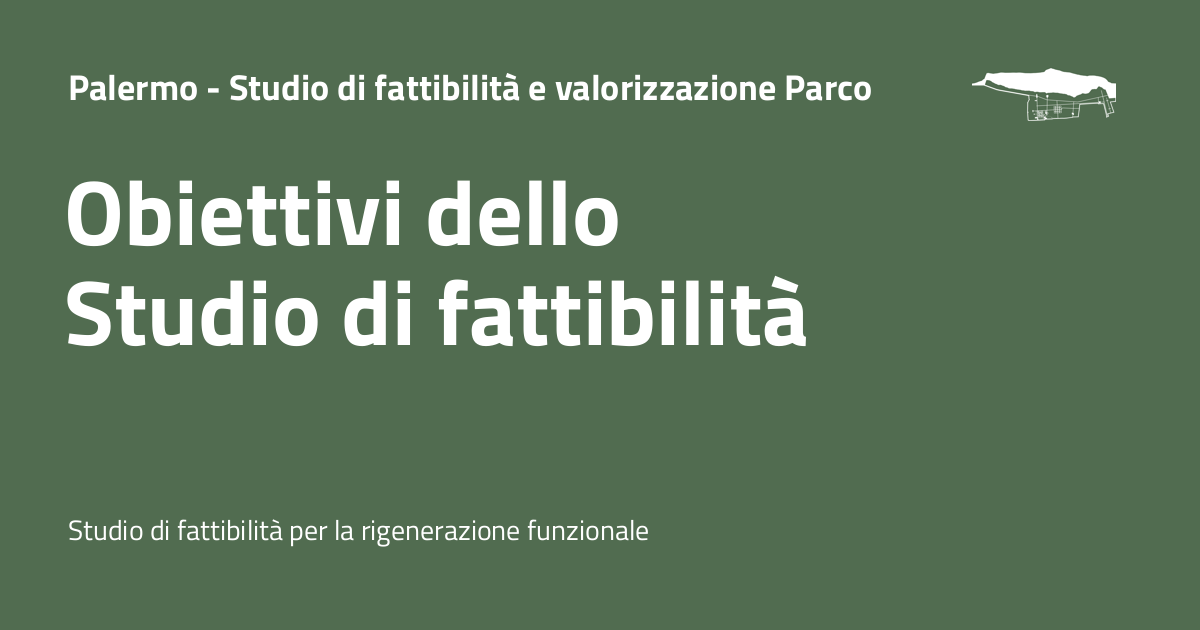 Palermo - Studio di fattibilità e valorizzazione Parco
Obiettivi dello
Studio di fattibilità
Studio di fattibilità per la rigenerazione funzionale